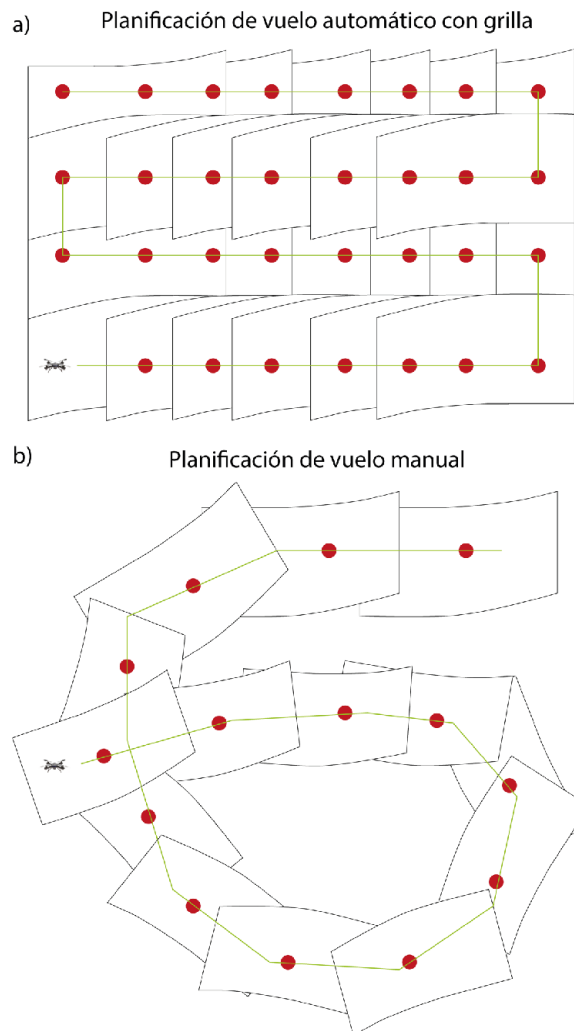 a)
Planificación de vuelo automático con grilla
b)
Planificación de vuelo manual